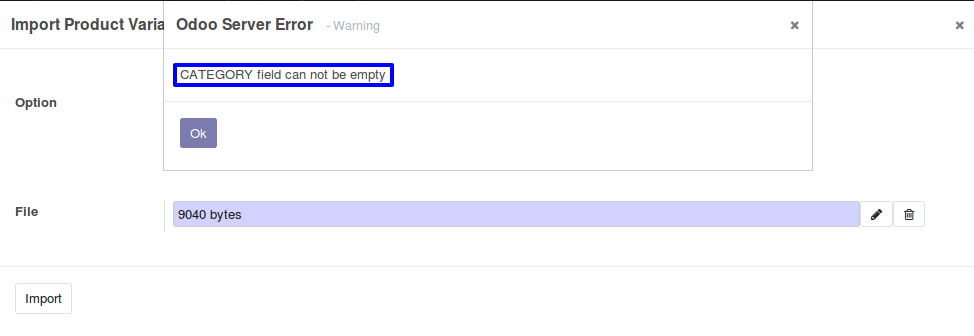 Import Product Varia
Odoo Server Error - Warning
CATEGORY field can not be empty
Option
Ok
File
9040 bytes
Import